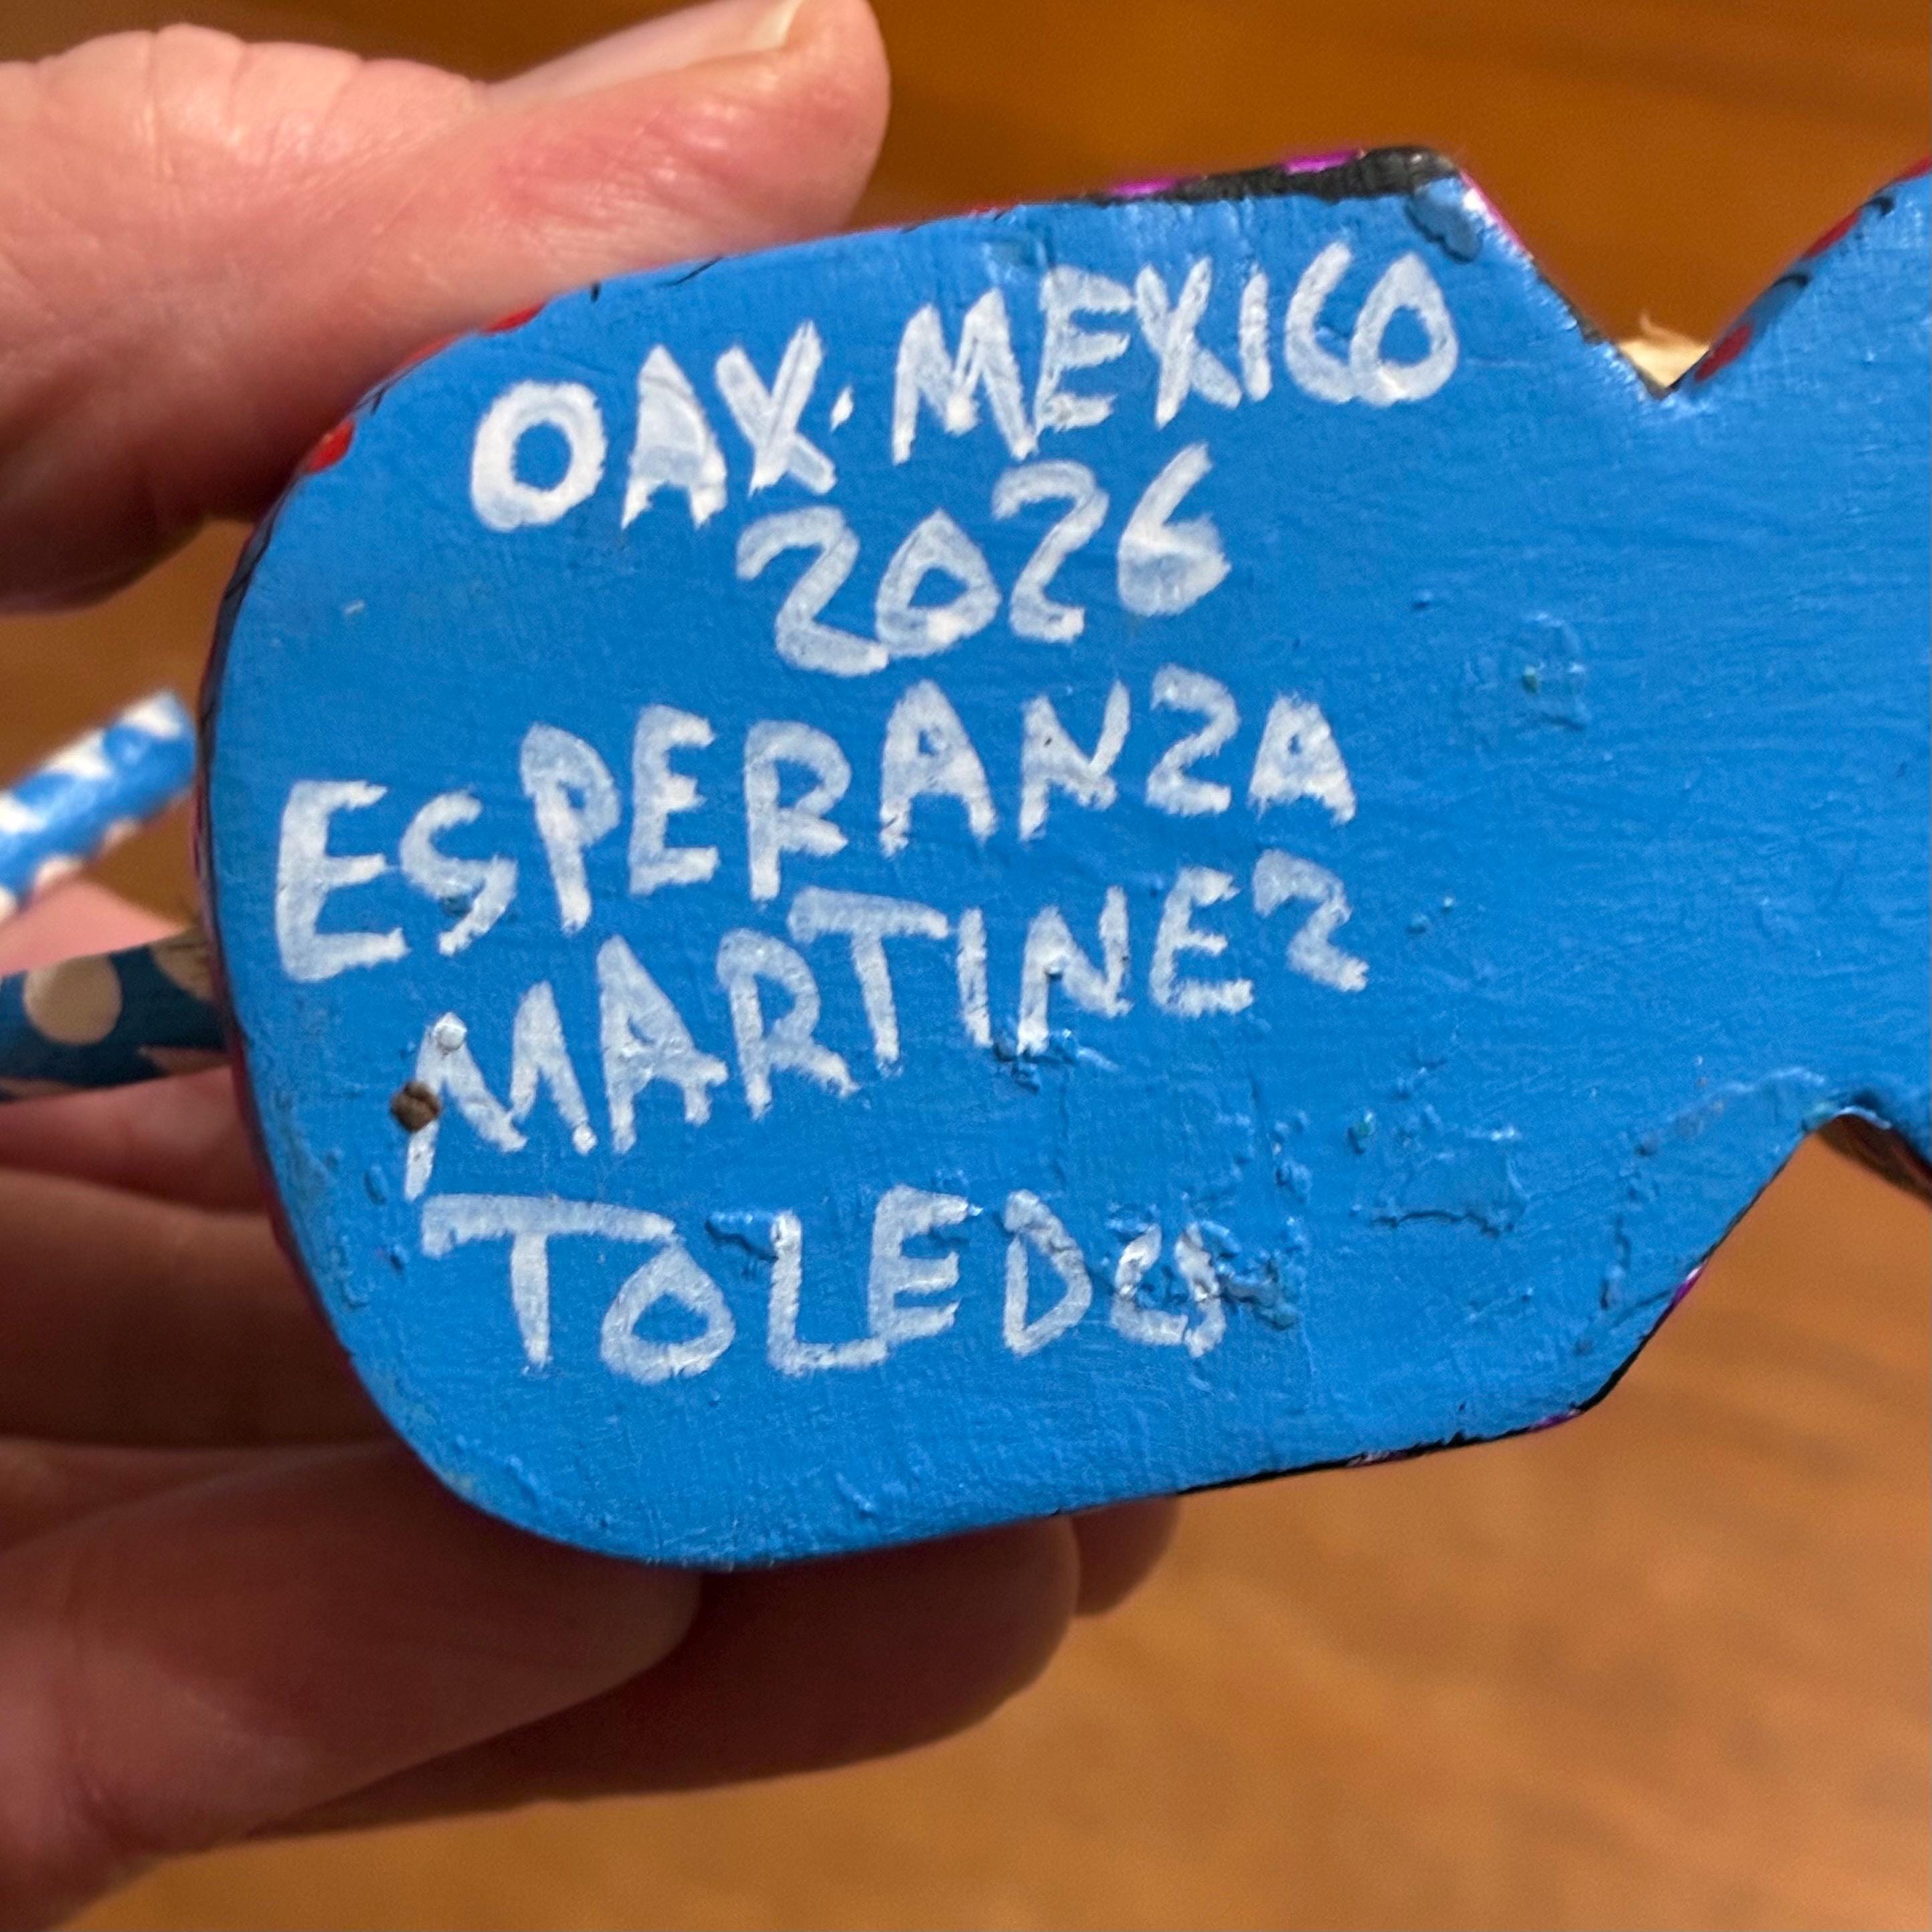 OAX. MEXICO
2026
ESPERANZA
MARTINEZ
TOLEDO